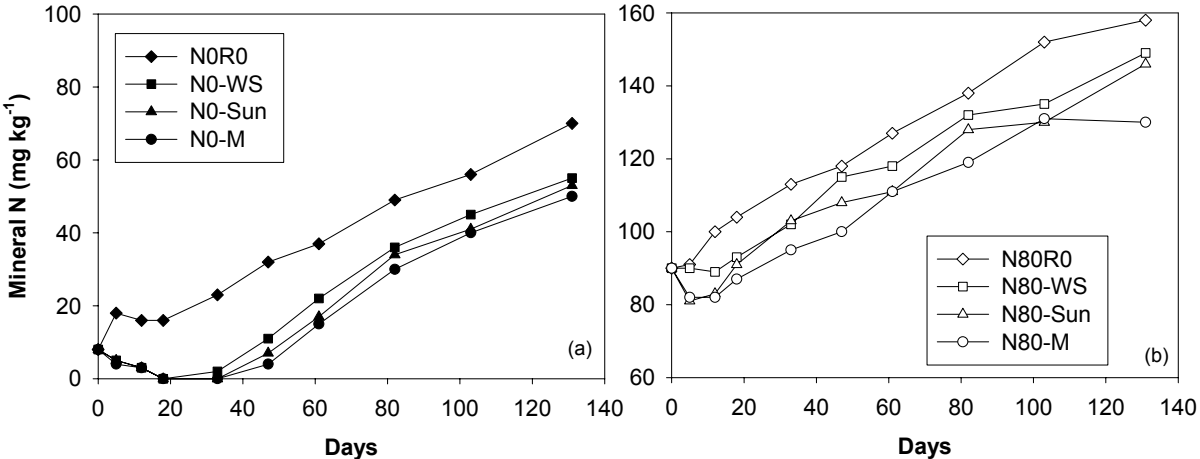 100
80
60
40
20
0
Mineral N (mg kg-1)
N0R0
N0-WS
N0-Sun
N0-M
(a)
0 20 40 60 80 100 120 140
Days
160
140
120
100
80
60
N80R0
N80-WS
N80-Sun
N80-M
(b)
0 20 40 60 80 100 120 140
Days